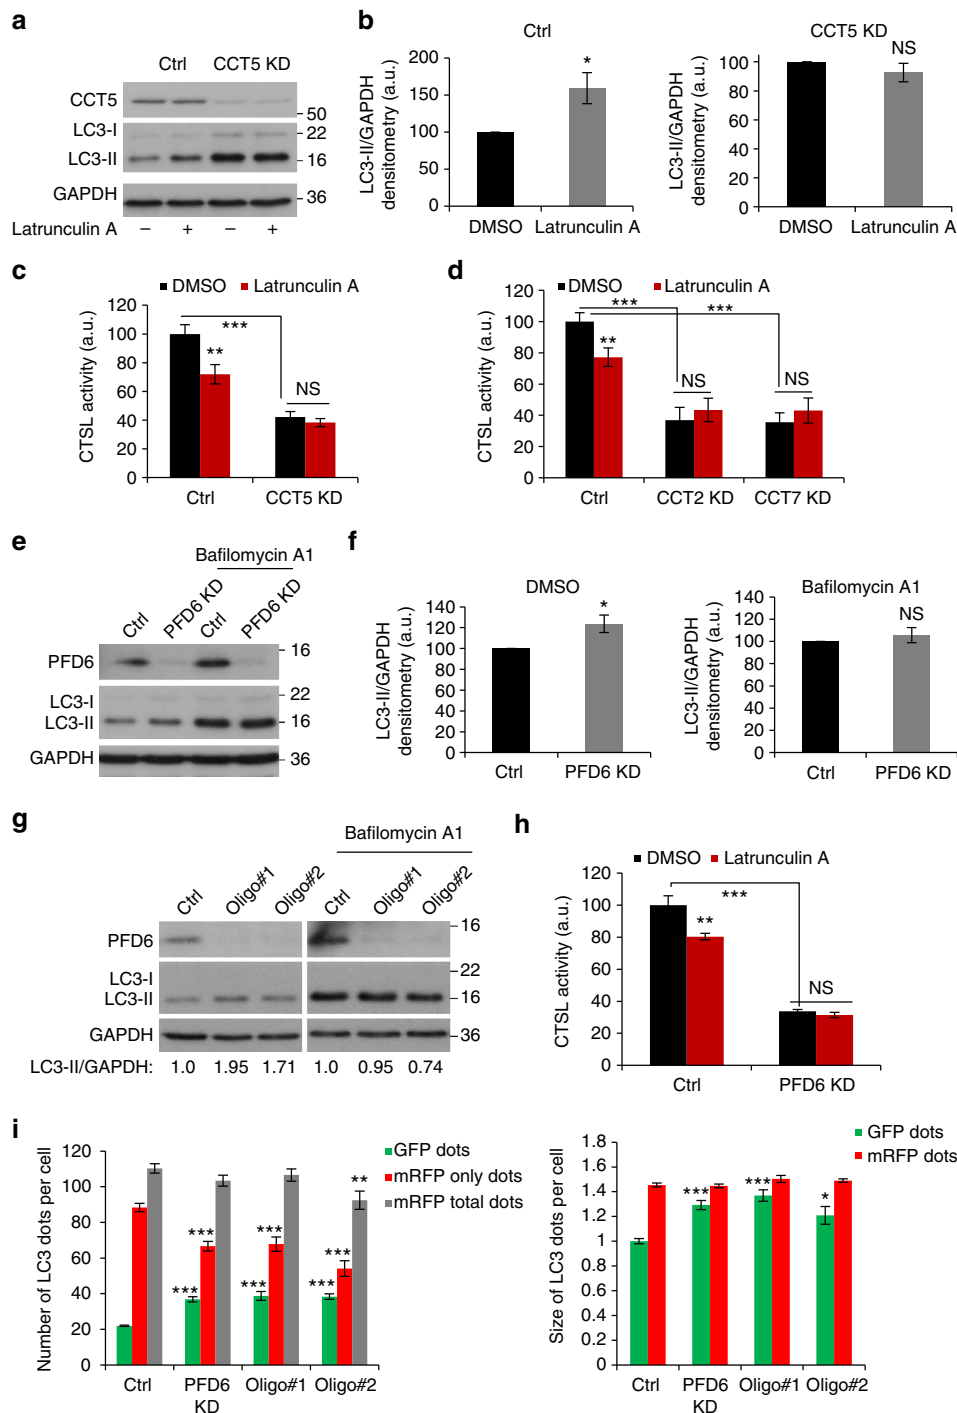 a
Ctrl CCT5 KD
CCT5
50
LC3-I
22
LC3-II
16
GAPDH
36
Latrunculin A – + – +
b
Ctrl
LC3-II/GAPDH
densitometry (a.u.)
200
150
100
50
0
*
DMSO Latrunculin A
CCT5 KD
LC3-II/GAPDH
densitometry (a.u.)
100
80
60
40
20
0
NS
DMSO Latrunculin A
c
DMSO Latrunculin A
CTSL activity (a.u.)
120
100
80
60
40
20
0
***
**
NS
Ctrl CCT5 KD
d
DMSO Latrunculin A
CTSL activity (a.u.)
120
100
80
60
40
20
0
*** ***
**
NS NS
Ctrl CCT2 KD CCT7 KD
e
Bafilomycin A1
Ctrl PFD6 KD Ctrl PFD6 KD
PFD6
16
LC3-I
22
LC3-II
16
GAPDH
36
f
DMSO
LC3-II/GAPDH
densitometry (a.u.)
140
120
100
80
60
40
20
0
*
Ctrl PFD6 KD
Bafilomycin A1
LC3-II/GAPDH
densitometry (a.u.)
140
120
100
80
60
40
20
0
NS
Ctrl PFD6 KD
g
Bafilomycin A1
Ctrl Oligo#1 Oligo#2 Ctrl Oligo#1 Oligo#2
PFD6
16
LC3-I
22
LC3-II
16
GAPDH
36
LC3-II/GAPDH: 1.0 1.95 1.71 1.0 0.95 0.74
h
DMSO Latrunculin A
CTSL activity (a.u.)
120
100
80
60
40
20
0
***
**
NS
Ctrl PFD6 KD
i
Number of LC3 dots per cell
120
100
80
60
40
20
0
GFP dots
mRFP only dots
mRFP total dots
*** *** *** *** *** *** **
Ctrl PFD6 KD Oligo#1 Oligo#2
Size of LC3 dots per cell
1.8
1.6
1.4
1.2
1
0.8
0.6
0.4
0.2
0
GFP dots
mRFP dots
*** *** *
Ctrl PFD6 KD Oligo#1 Oligo#2